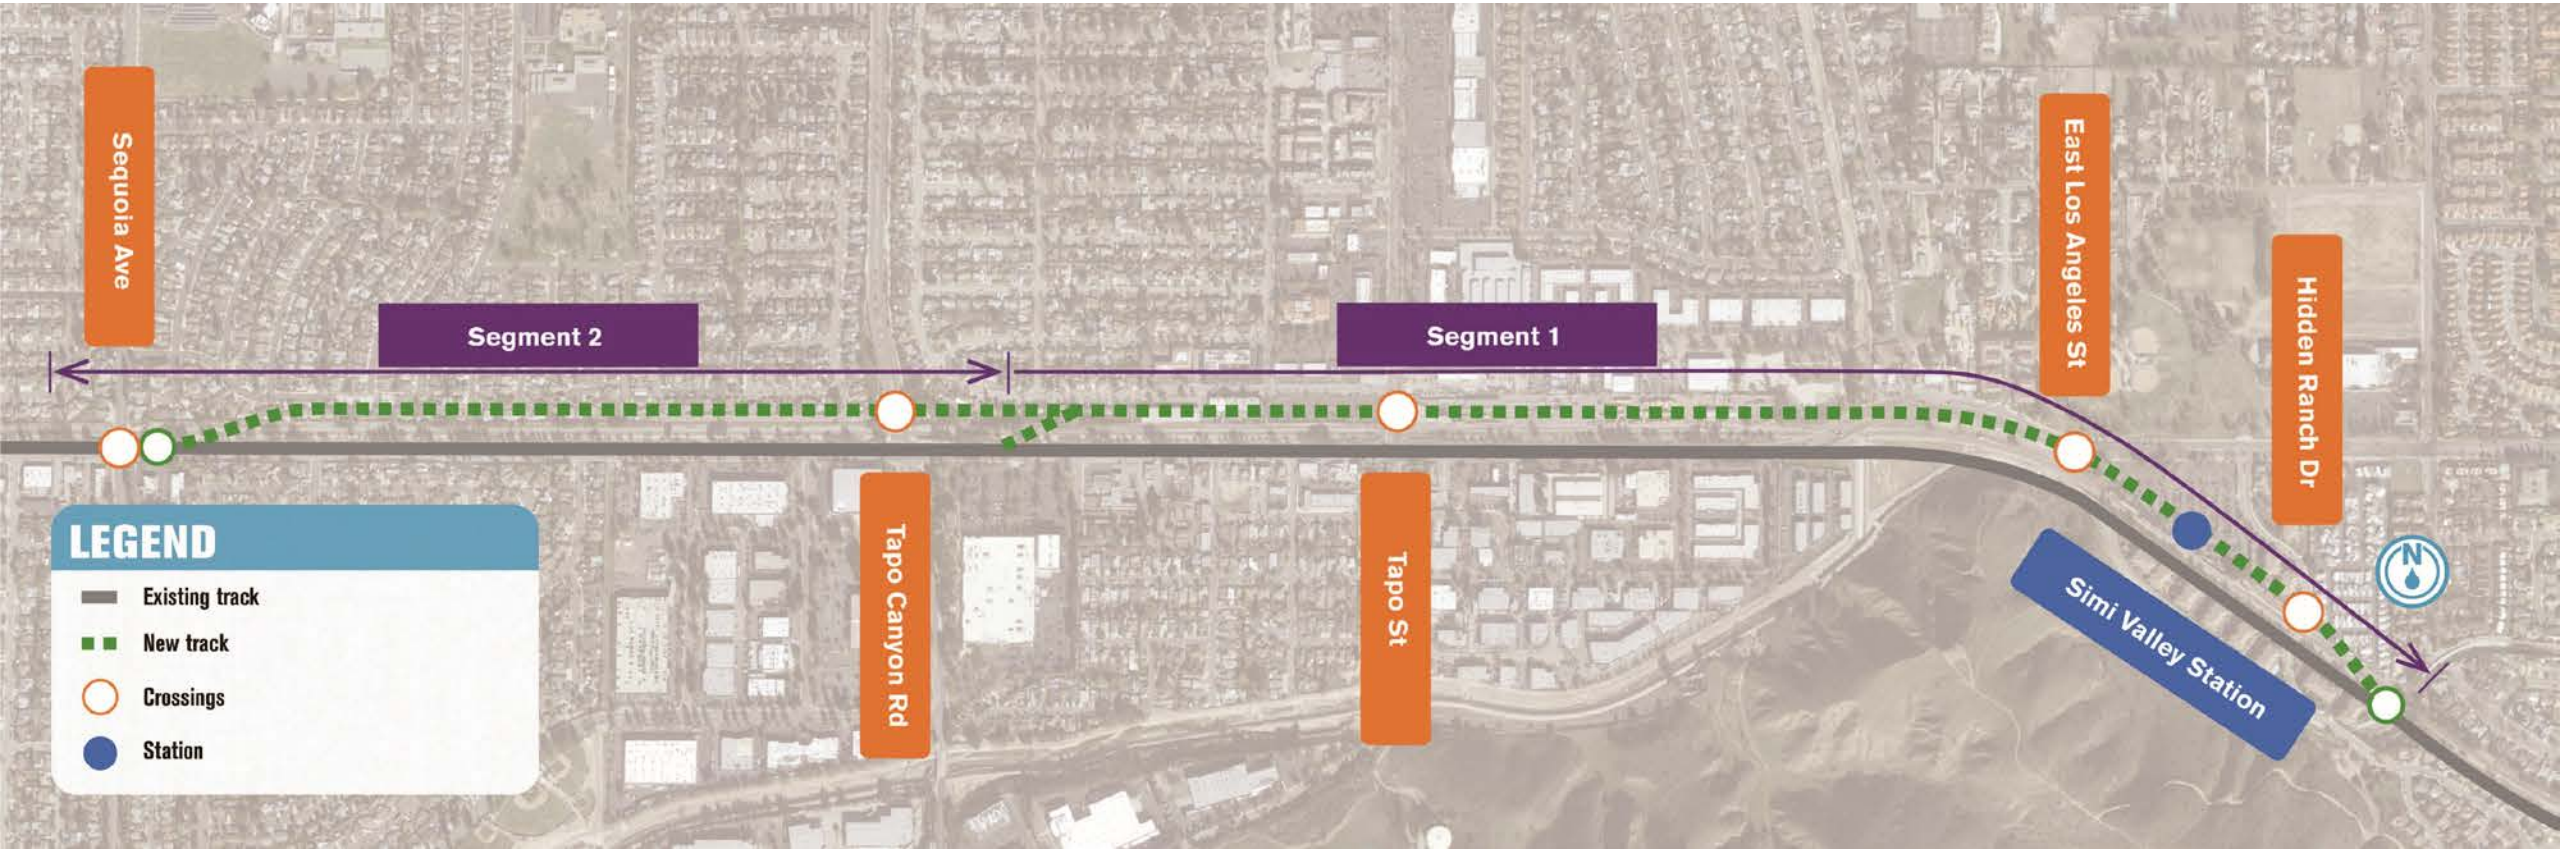 Sequoia Ave
East Los Angeles St
Hidden Ranch Dr
Segment 2
Segment 1
Tapo Canyon Rd
Tapo St
Simi Valley Station
N
LEGEND
Existing track
New track
Crossings
Station